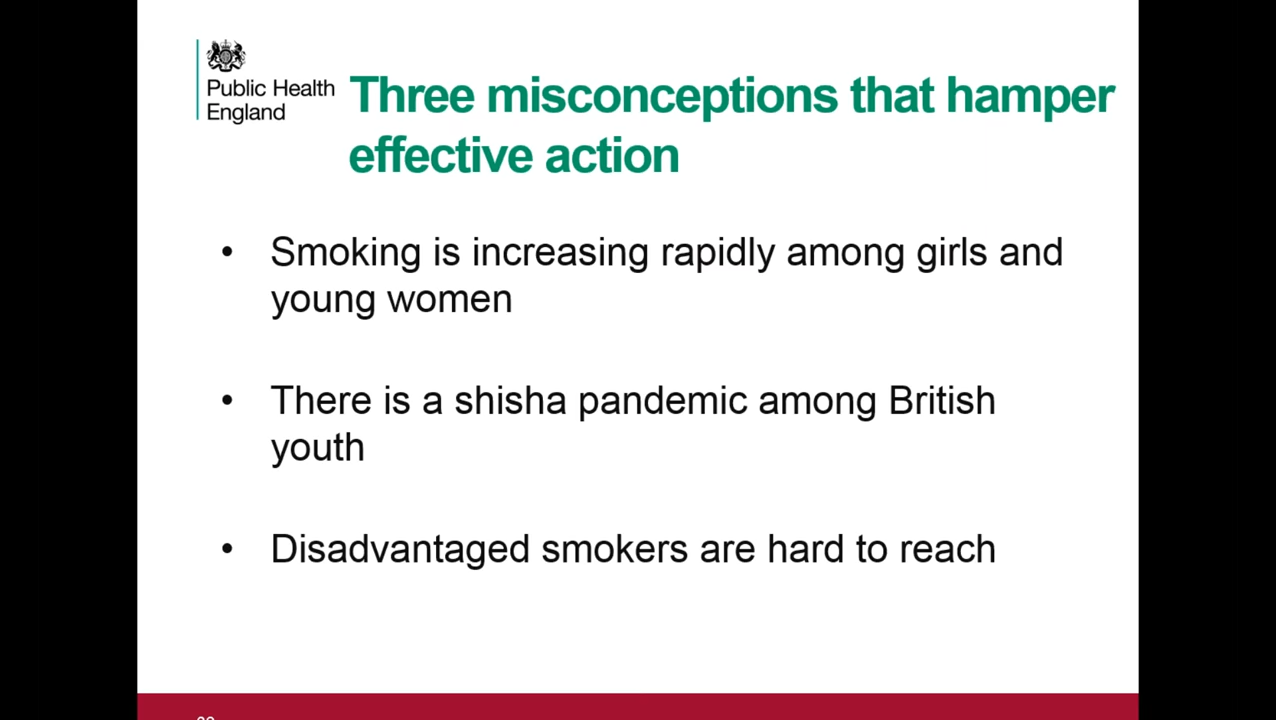 Public Health
England
Three misconceptions that hamper
effective action
• Smoking is increasing rapidly among girls and
young women
• There is a shisha pandemic among British
youth
• Disadvantaged smokers are hard to reach